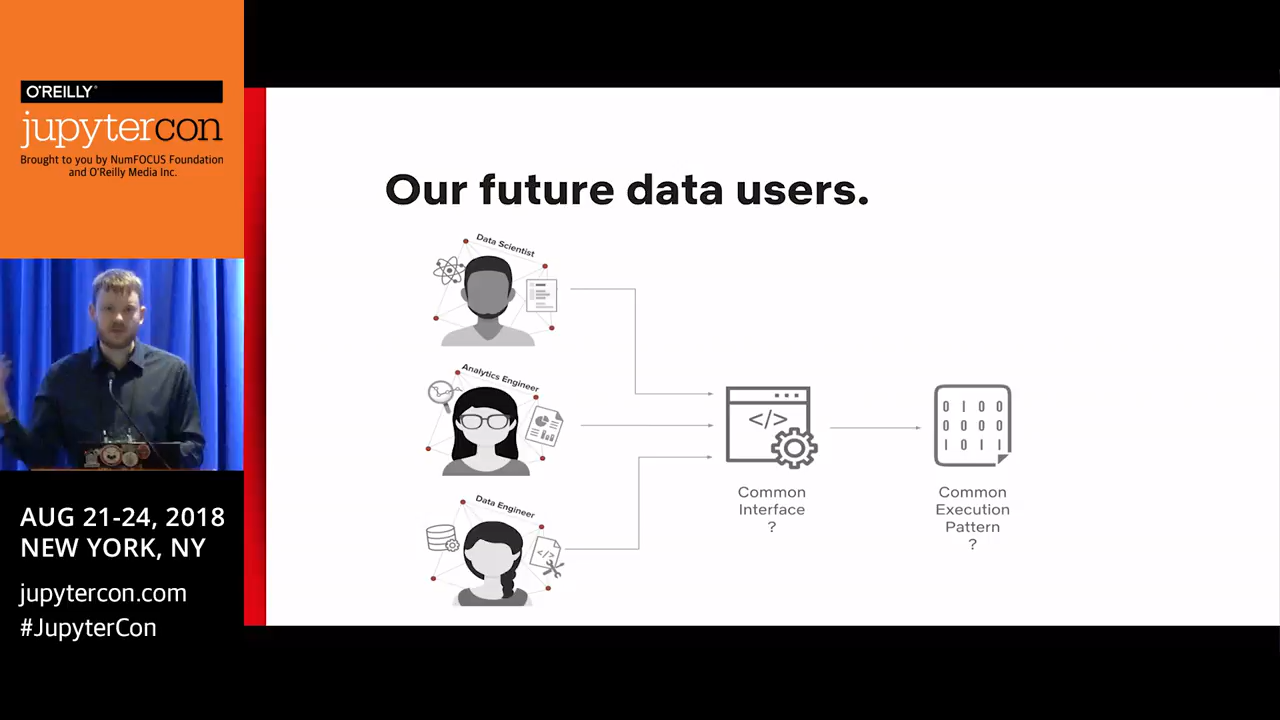 O'REILLY®
jupytercon
Brought to you by NumFOCUS Foundation
and O'Reilly Media Inc.
AUG 21-24, 2018
NEW YORK, NY
jupytercon.com
#JupyterCon
Our future data users.
Data Scientist
Analytics Engineer
Data Engineer
</>
Common
Interface
?
0 1 0 0
0 0 0 0
1 0 1 1
Common
Execution
Pattern
?
</>